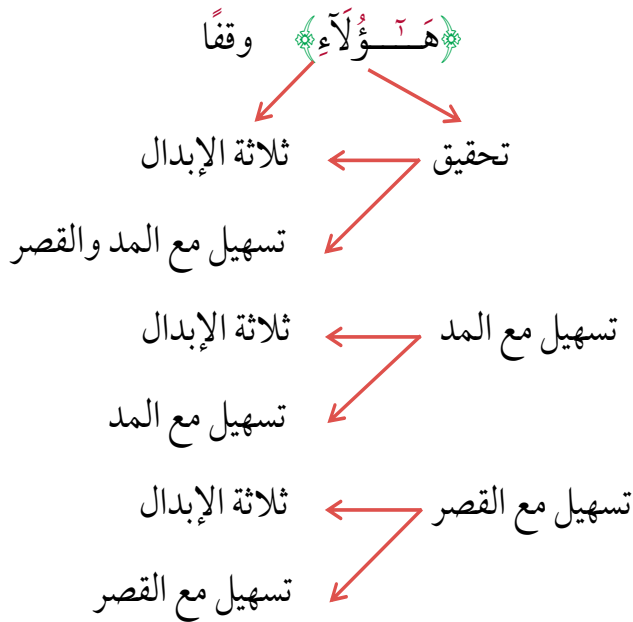 ﴿هَـٰٓـؤُلَآءِ﴾ وقفًا
تحقيق ثلاثة الإبدال
تسهيل مع المد والقصر
تسهيل مع المد ثلاثة الإبدال
تسهيل مع المد
تسهيل مع القصر ثلاثة الإبدال
تسهيل مع القصر